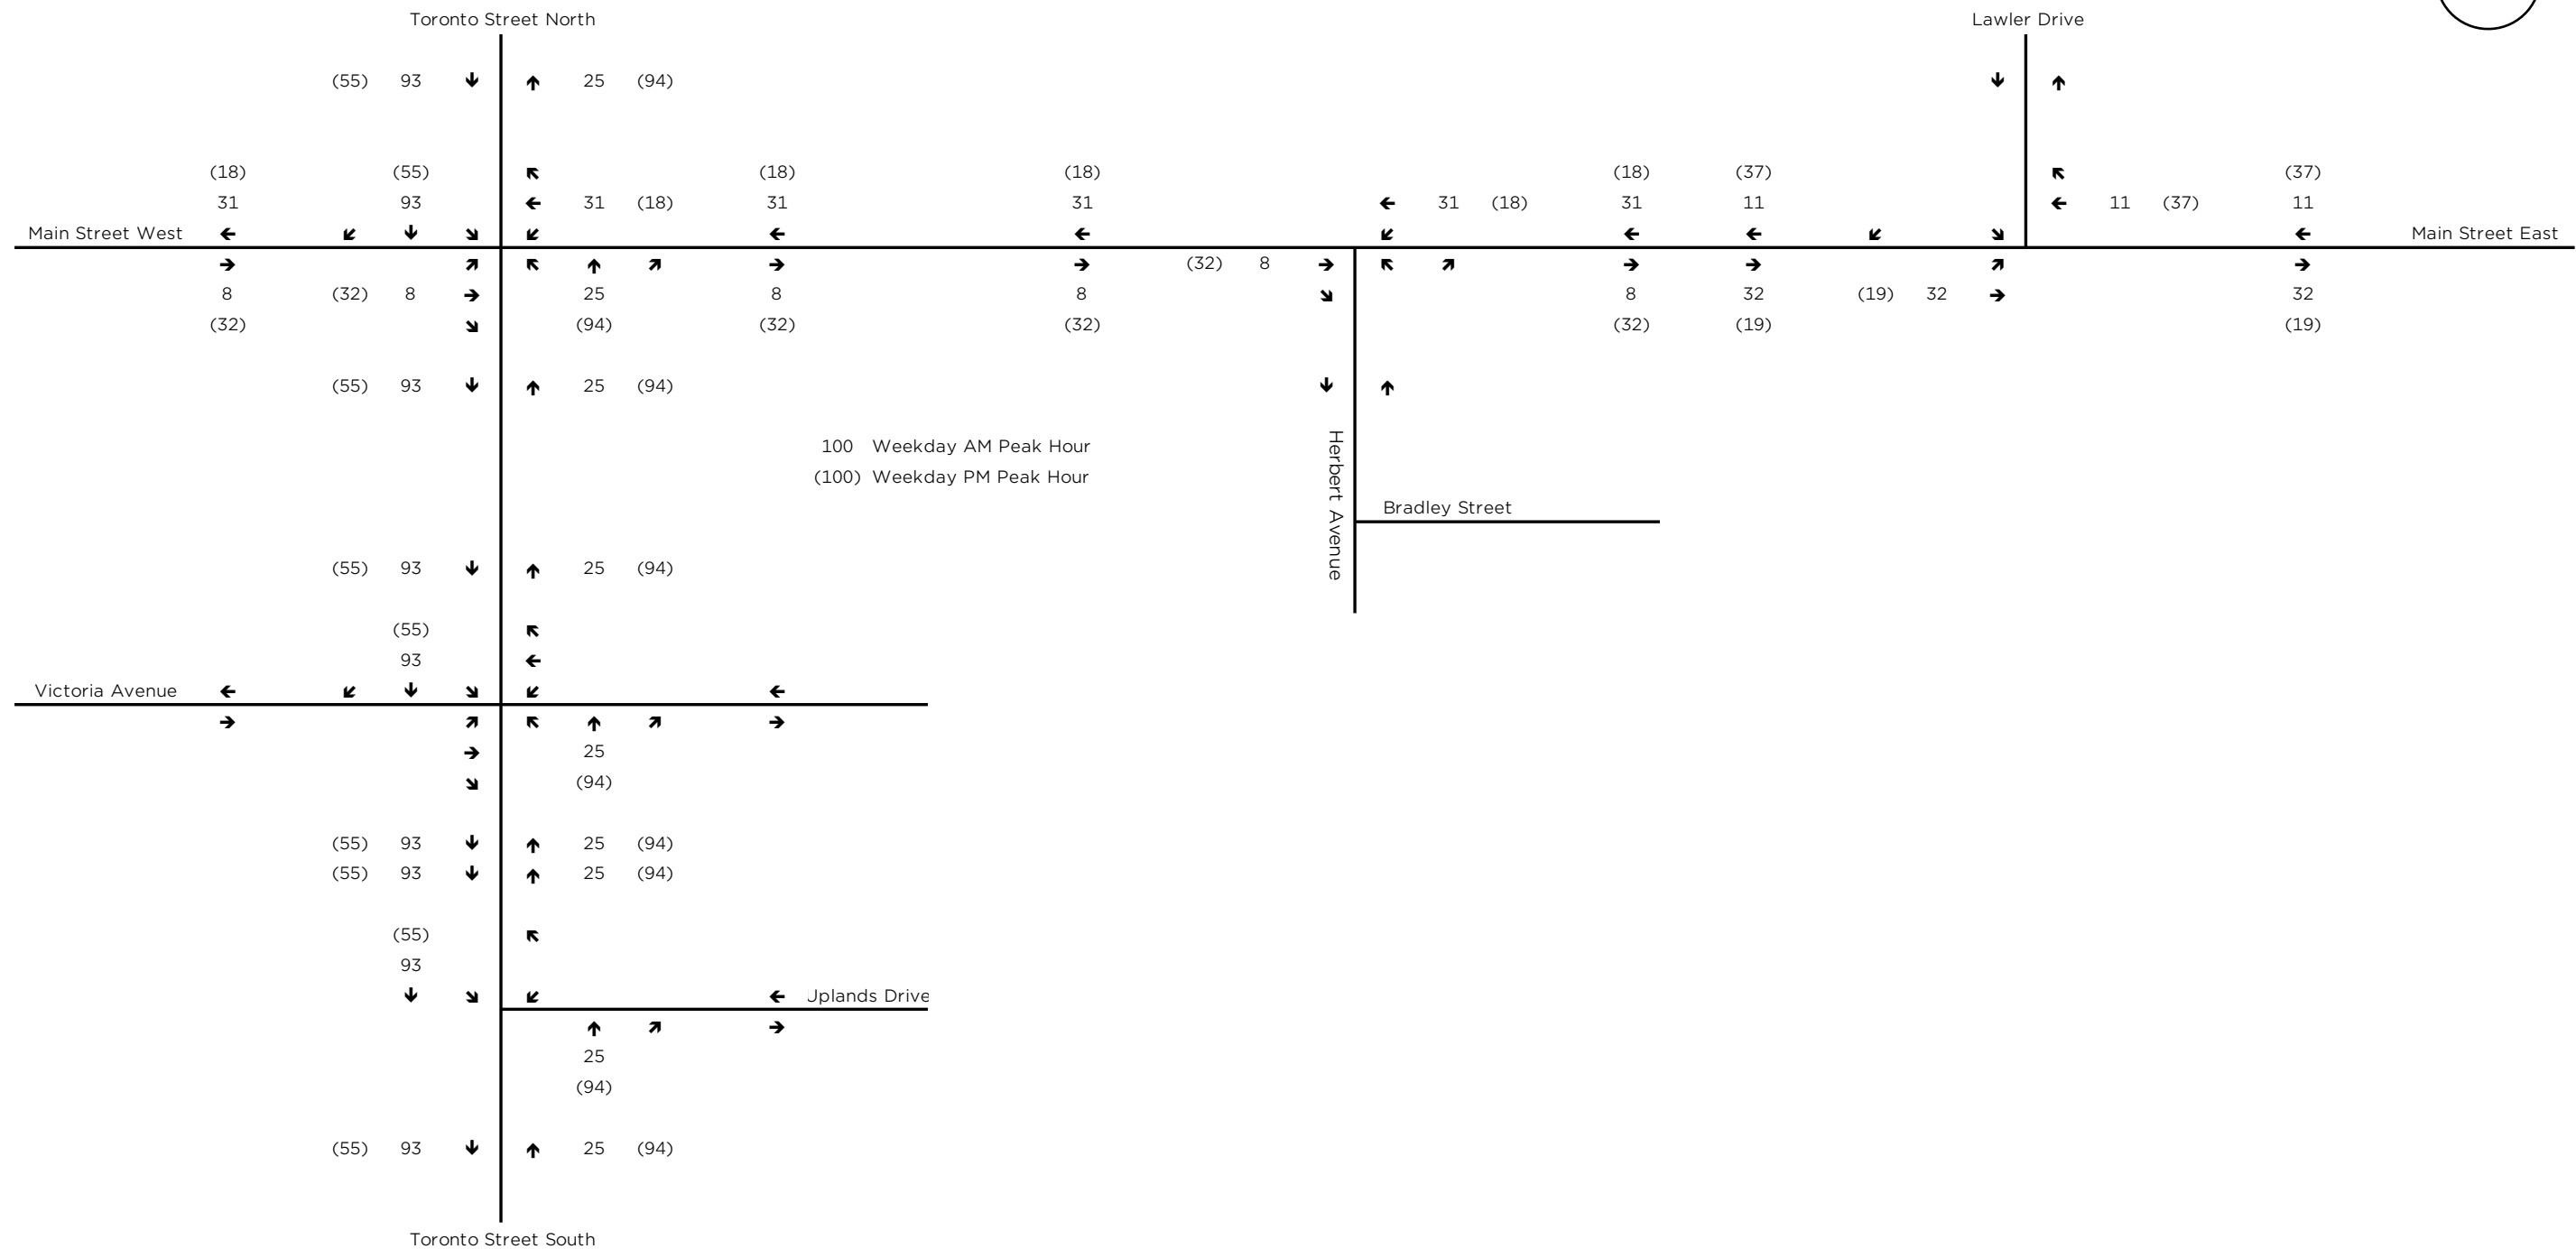 Toronto Street North Lawler Drive
(55) 93 ↓ ↑ 25 (94) ↓ ↑
(18) (55) ↖ (18) (18) (18) (37) ↖ (37)
31 93 ← 31 (18) 31 31 ← 31 (18) 31 11 ← 11 (37) 11
Main Street West ← ↙ ↓ ↘ ↙ ← ← ↙ ← ← ↙ ↘ ← Main Street East
→ ↗ ↖ ↑ ↗ → → (32) 8 → ↖ ↗ → → ↗ →
8 (32) 8 → 25 8 8 ↘ 8 32 (19) 32 → 32
(32) ↘ (94) (32) (32) (32) (19) (19)
(55) 93 ↓ ↑ 25 (94) ↓ ↑
100 Weekday AM Peak Hour
(100) Weekday PM Peak Hour
Herbert Avenue
Bradley Street
(55) 93 ↓ ↑ 25 (94)
(55) ↖
93 ←
Victoria Avenue ← ↙ ↓ ↘ ↙ ←
→ ↗ ↖ ↑ ↗ →
→ 25
↘ (94)
(55) 93 ↓ ↑ 25 (94)
(55) 93 ↓ ↑ 25 (94)
(55) ↖
93
↓ ↘ ↙ ← Uplands Drive
↑ ↗ →
25
(94)
(55) 93 ↓ ↑ 25 (94)
Toronto Street South